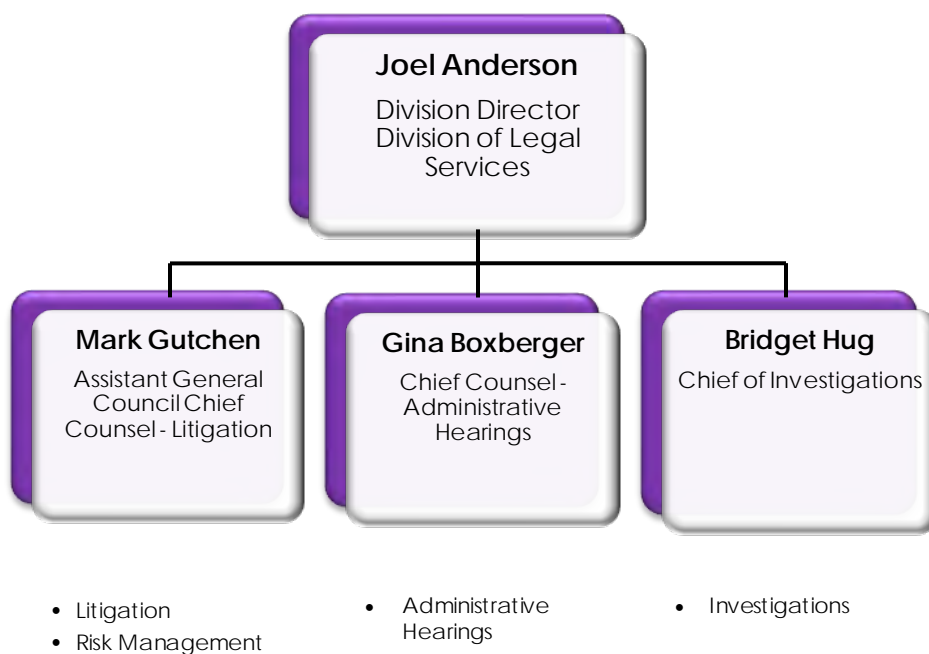 Joel Anderson
Division Director
Division of Legal
Services
Mark Gutchen
Assistant General
Council Chief
Counsel - Litigation
Gina Boxberger
Chief Counsel -
Administrative
Hearings
Bridget Hug
Chief of Investigations
• Litigation
• Risk Management
• Administrative
Hearings
• Investigations